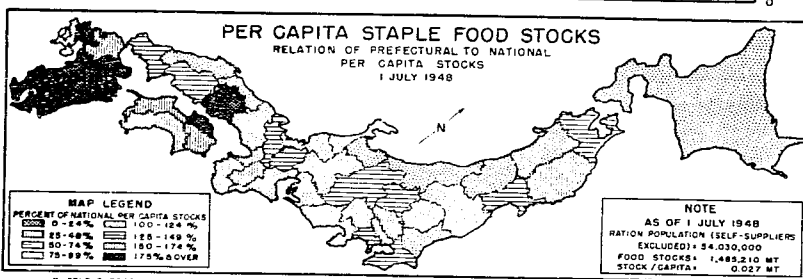 PER CAPITA STAPLE FOOD STOCKS
RELATION OF PREFECTURAL TO NATIONAL
PER CAPITA STOCKS
1 JULY 1948
N
MAP LEGEND
PERCENT OF NATIONAL PER CAPITA STOCKS
0-24% 100-124%
25-49% 125-149%
50-74% 150-174%
75-99% 175% & OVER
NOTE
AS OF 1 JULY 1948
RATION POPULATION (SELF-SUPPLIERS
EXCLUDED): 54,030,000
FOOD STOCKS: 1,485,210 MT
STOCK/CAPITA: 0.027 MT